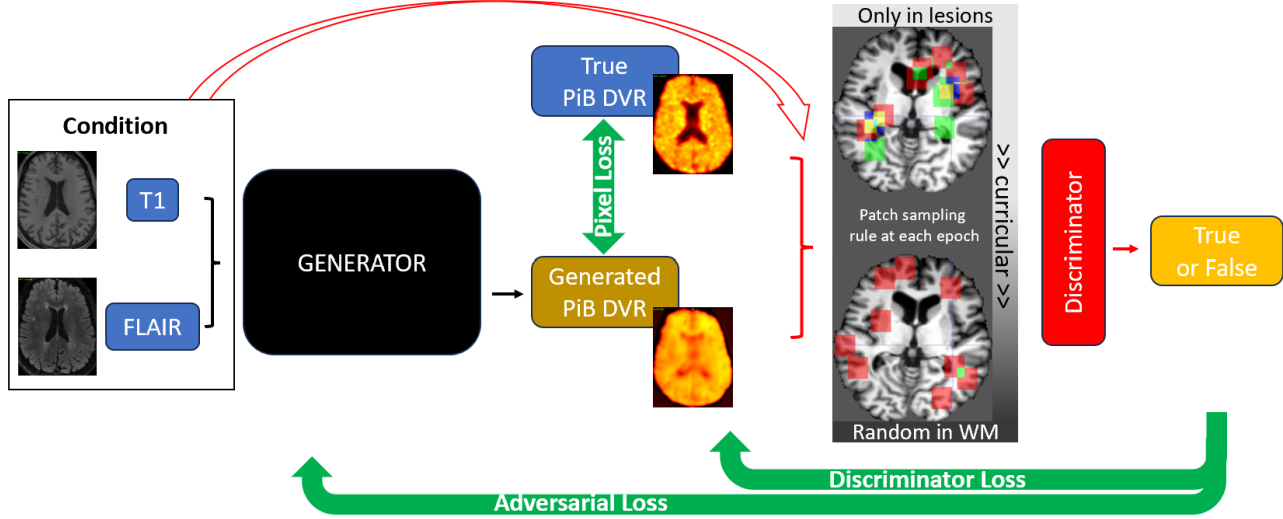 Condition
T1
FLAIR
GENERATOR
True
PiB DVR
Pixel Loss
Generated
PiB DVR
Only in lesions
Patch sampling
rule at each epoch
>> curricular >>
Random in WM
Discriminator
True
or False
Discriminator Loss
Adversarial Loss